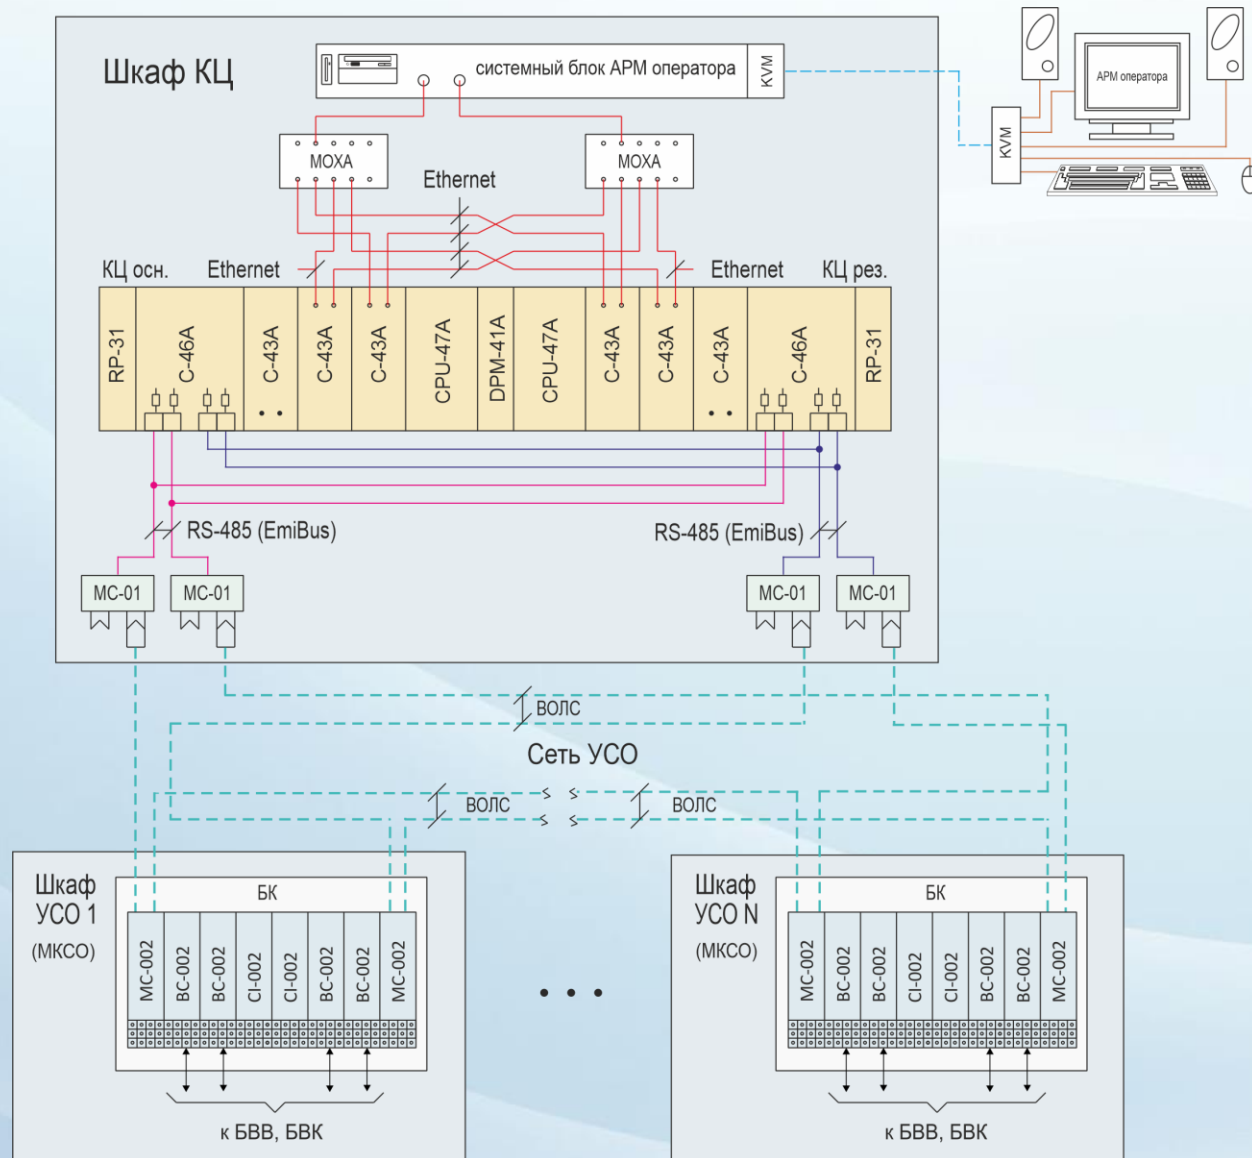 Шкаф КЦ
системный блок АРМ оператора
KVM
АРМ оператора
KVM
MOXA
MOXA
Ethernet
КЦ осн.
Ethernet
Ethernet
КЦ рез.
RP-31
C-46A
C-43A
C-43A
C-43A
CPU-47A
DPM-41A
CPU-47A
C-43A
C-43A
C-43A
C-46A
RP-31
RS-485 (EmiBus)
RS-485 (EmiBus)
MC-01
MC-01
MC-01
MC-01
ВОЛС
Сеть УСО
ВОЛС
ВОЛС
Шкаф
УСО 1
(МКСО)
БК
MC-002
BC-002
BC-002
CI-002
CI-002
BC-002
BC-002
MC-002
к БВВ, БВК
Шкаф
УСО N
(МКСО)
БК
MC-002
BC-002
BC-002
CI-002
CI-002
BC-002
BC-002
MC-002
к БВВ, БВК